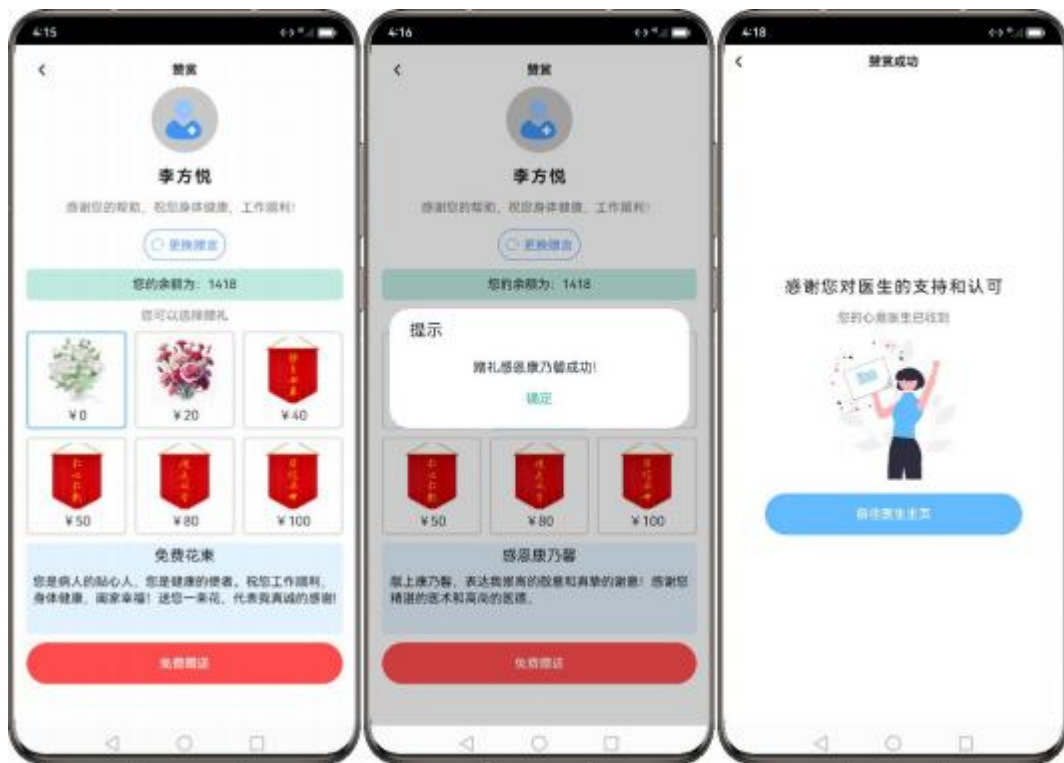 4:15
赞赏
李方悦
感谢您的帮助，祝您身体健康，工作顺利！
更换赠言
您的余额为：1418
您可以选择赠礼
¥0
¥20
¥40
¥50
¥80
¥100
免费花束
您是病人的贴心人，您是健康的使者。祝您工作顺利，
身体健康，阖家幸福！送您一束花，代表我真诚的感谢！
免费赠送
4:16
赞赏
李方悦
感谢您的帮助，祝您身体健康，工作顺利！
更换赠言
您的余额为：1418
提示
赠礼感恩康乃馨成功！
确定
¥50
¥80
¥100
感恩康乃馨
献上康乃馨，表达我崇高的敬意和真挚的谢意！感谢您
精湛的医术和高尚的医德。
免费赠送
4:18
赞赏成功
感谢您对医生的支持和认可
您的心意医生已收到
前往医生主页